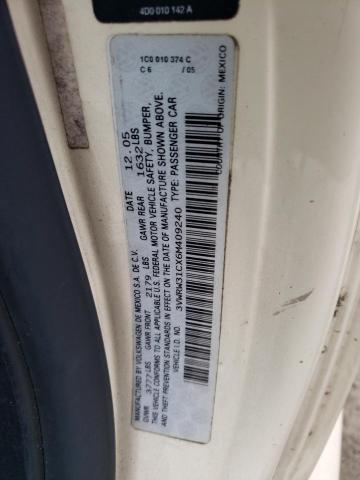 4D0 010 142 A
1C0 010 374 C
C 6 / 05
MANUFACTURED BY VOLKSWAGEN DE MEXICO S.A. DE C.V. DATE 12.05
GVWR 3777 LBS GAWR FRONT 2179 LBS GAWR REAR 1632 LBS
THIS VEHICLE CONFORMS TO ALL APPLICABLE U.S. FEDERAL MOTOR VEHICLE SAFETY, BUMPER,
AND THEFT PREVENTION STANDARDS IN EFFECT ON THE DATE OF MANUFACTURE SHOWN ABOVE.
VEHICLE I.D. NO.: 3VWRW31CX6M409240 TYPE: PASSENGER CAR
COUNTRY OF ORIGIN: MEXICO